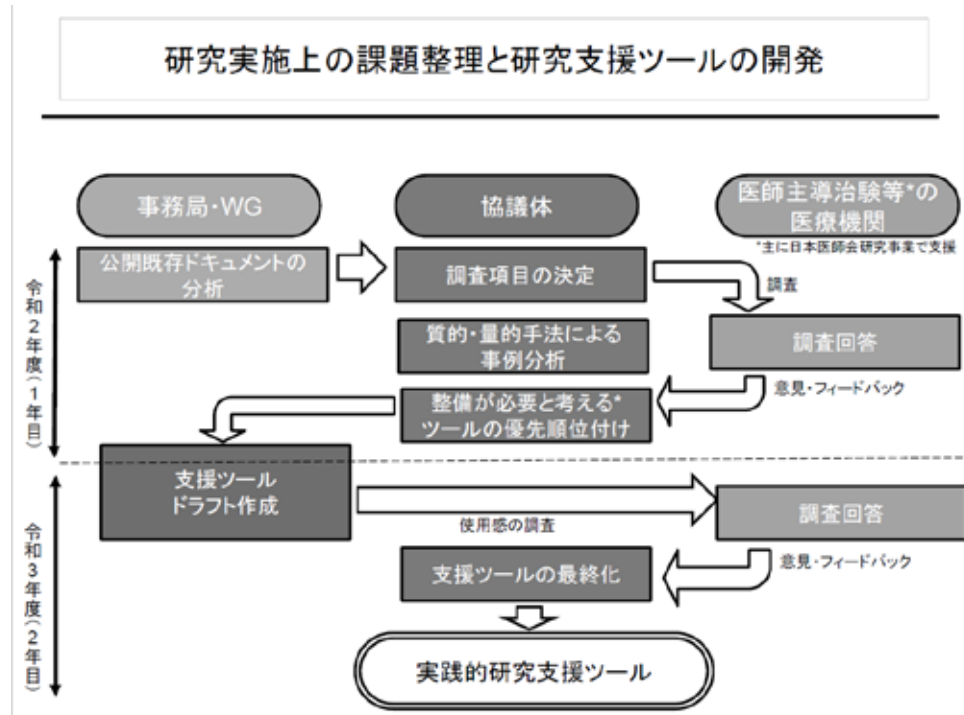 研究実施上の課題整理と研究支援ツールの開発
事務局・WG
協議体
医師主導治験等*の
医療機関
*主に日本医師会研究事業で支援
公開既存ドキュメントの
分析
調査項目の決定
調査
令和2年度(1年目)
質的・量的手法による
事例分析
調査回答
意見・フィードバック
整備が必要と考える*
ツールの優先順位付け
支援ツール
ドラフト作成
使用感の調査
調査回答
令和3年度(2年目)
支援ツールの最終化
意見・フィードバック
実践的研究支援ツール